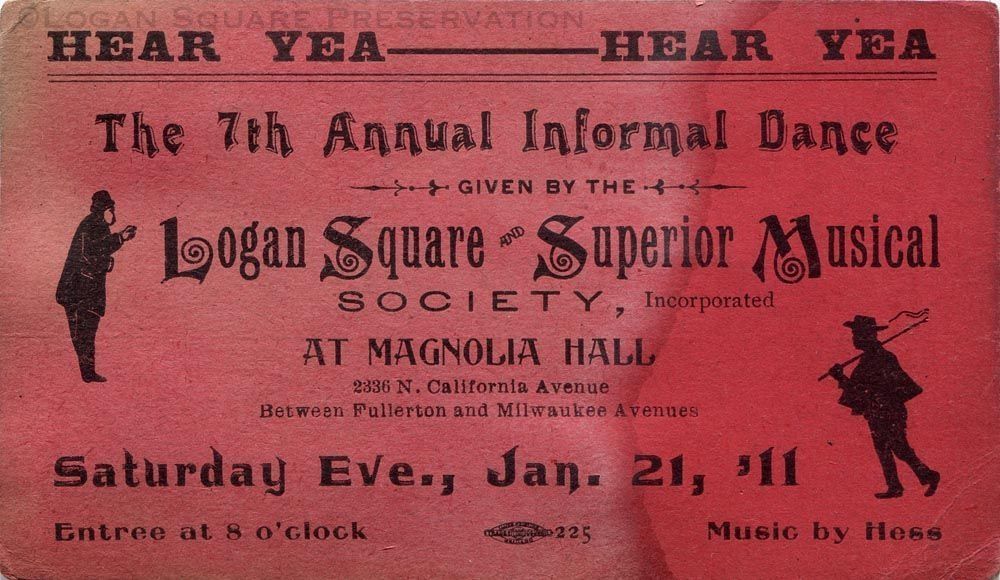 ©Logan Square Preservation
HEAR YEA——HEAR YEA
The 7th Annual Informal Dance
GIVEN BY THE
Logan Square AND Superior Musical
SOCIETY, Incorporated
AT MAGNOLIA HALL
2336 N. California Avenue
Between Fullerton and Milwaukee Avenues
Saturday Eve., Jan. 21, '11
Entree at 8 o'clock
225
Music by Hess